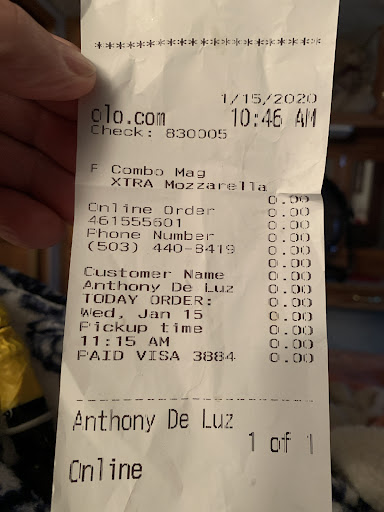 *************************
1/15/2020
olo.com 10:46 AM
Check: 830005
F Combo Mag
XTRA Mozzarella
0.00
Online Order 0.00
461555601 0.00
Phone Number 0.00
(503) 440-8419 0.00
0.00
Customer Name 0.00
Anthony De Luz 0.00
TODAY ORDER: 0.00
Wed, Jan 15 0.00
Pickup time 0.00
11:15 AM 0.00
PAID VISA 3884 0.00
--------------------------------
Anthony De Luz
1 of 1
Online